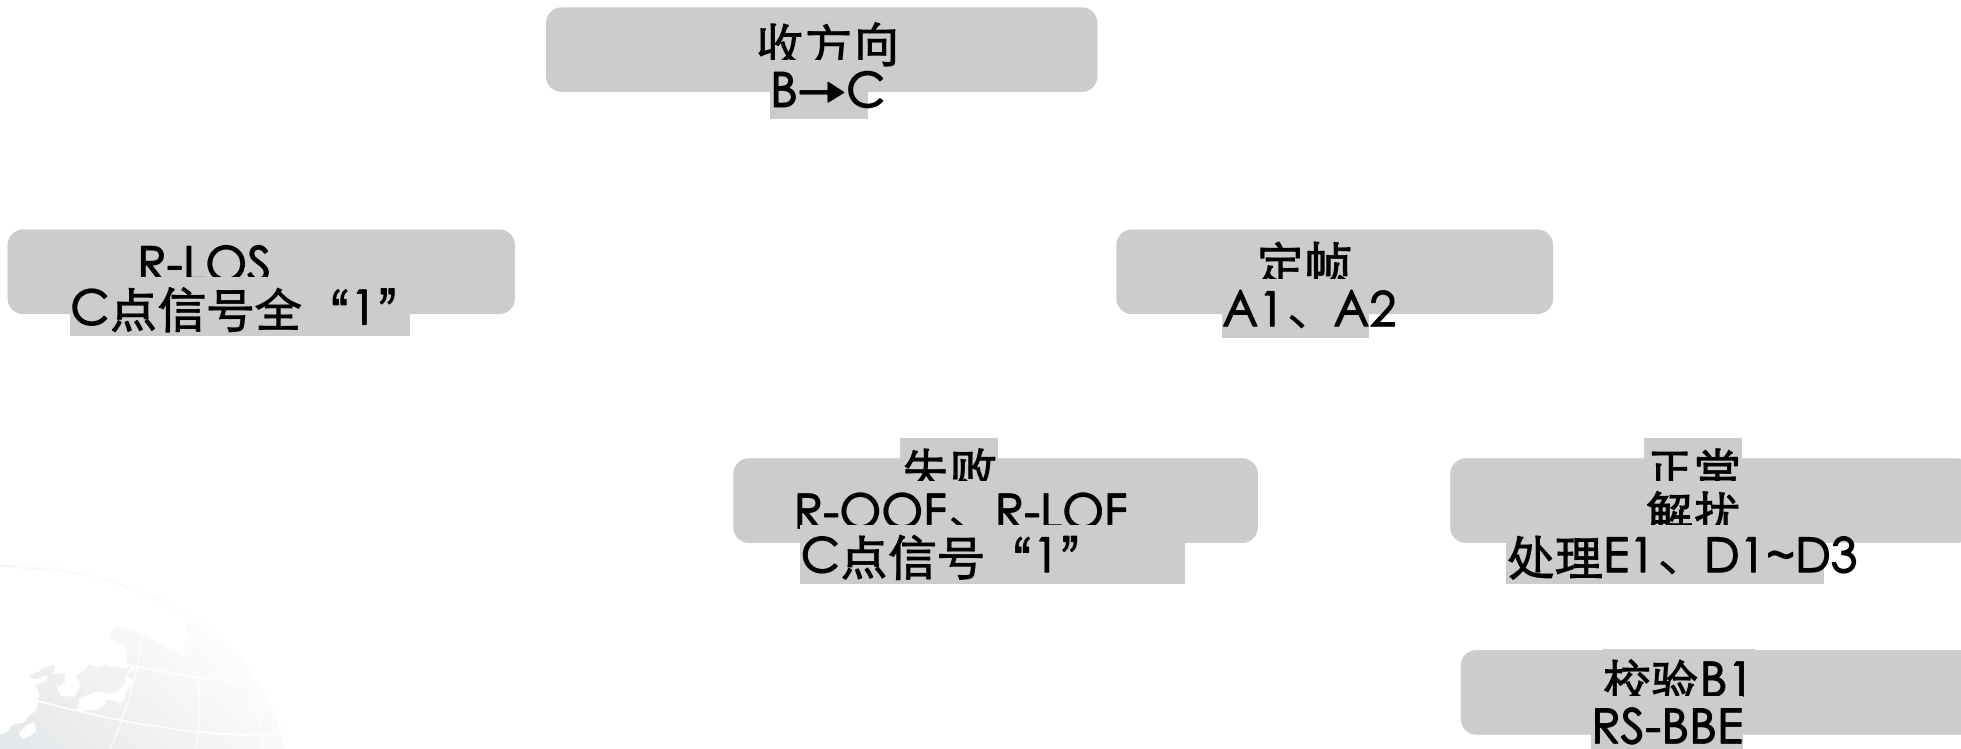 收方向
B→C
R-LOS
C点信号全“1”
定帧
A1、A2
失败
R-OOF、R-LOF
C点信号“1”
正常
解扰
处理E1、D1~D3
校验B1
RS-BBE